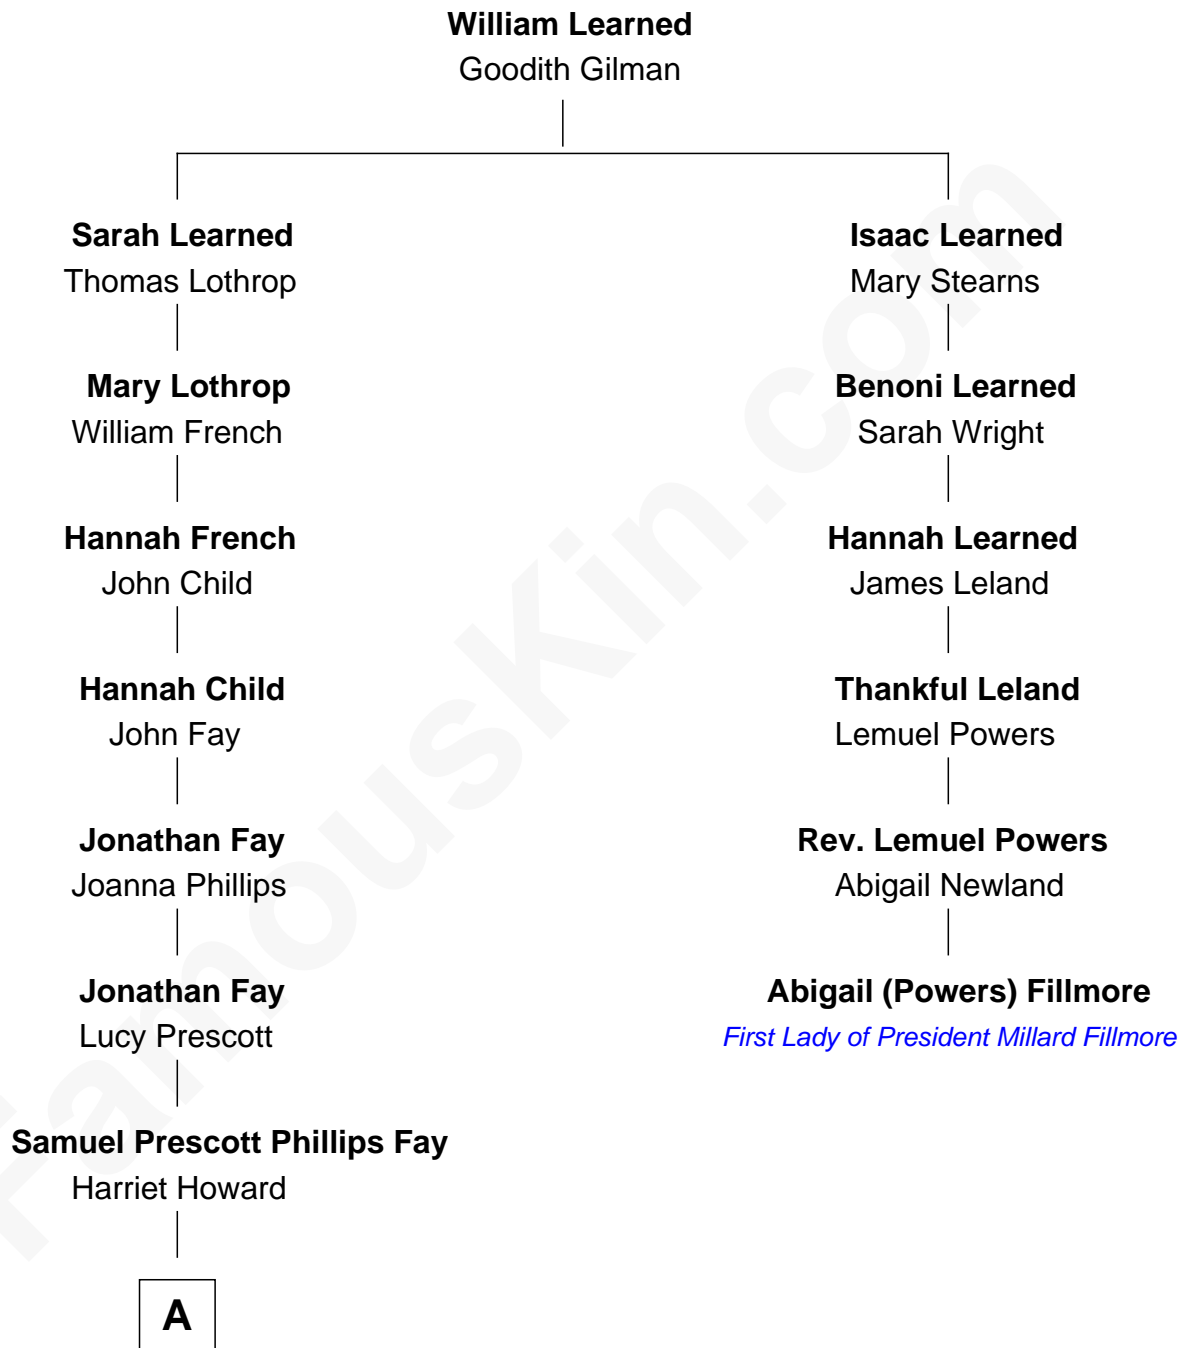 William Learned
Goodith Gilman
Sarah Learned
Thomas Lothrop
Isaac Learned
Mary Stearns
Mary Lothrop
William French
Benoni Learned
Sarah Wright
Hannah French
John Child
Hannah Learned
James Leland
Hannah Child
John Fay
Thankful Leland
Lemuel Powers
Jonathan Fay
Joanna Phillips
Rev. Lemuel Powers
Abigail Newland
Jonathan Fay
Lucy Prescott
Abigail (Powers) Fillmore
First Lady of President Millard Fillmore
Samuel Prescott Phillips Fay
Harriet Howard
A
FamousKin.com